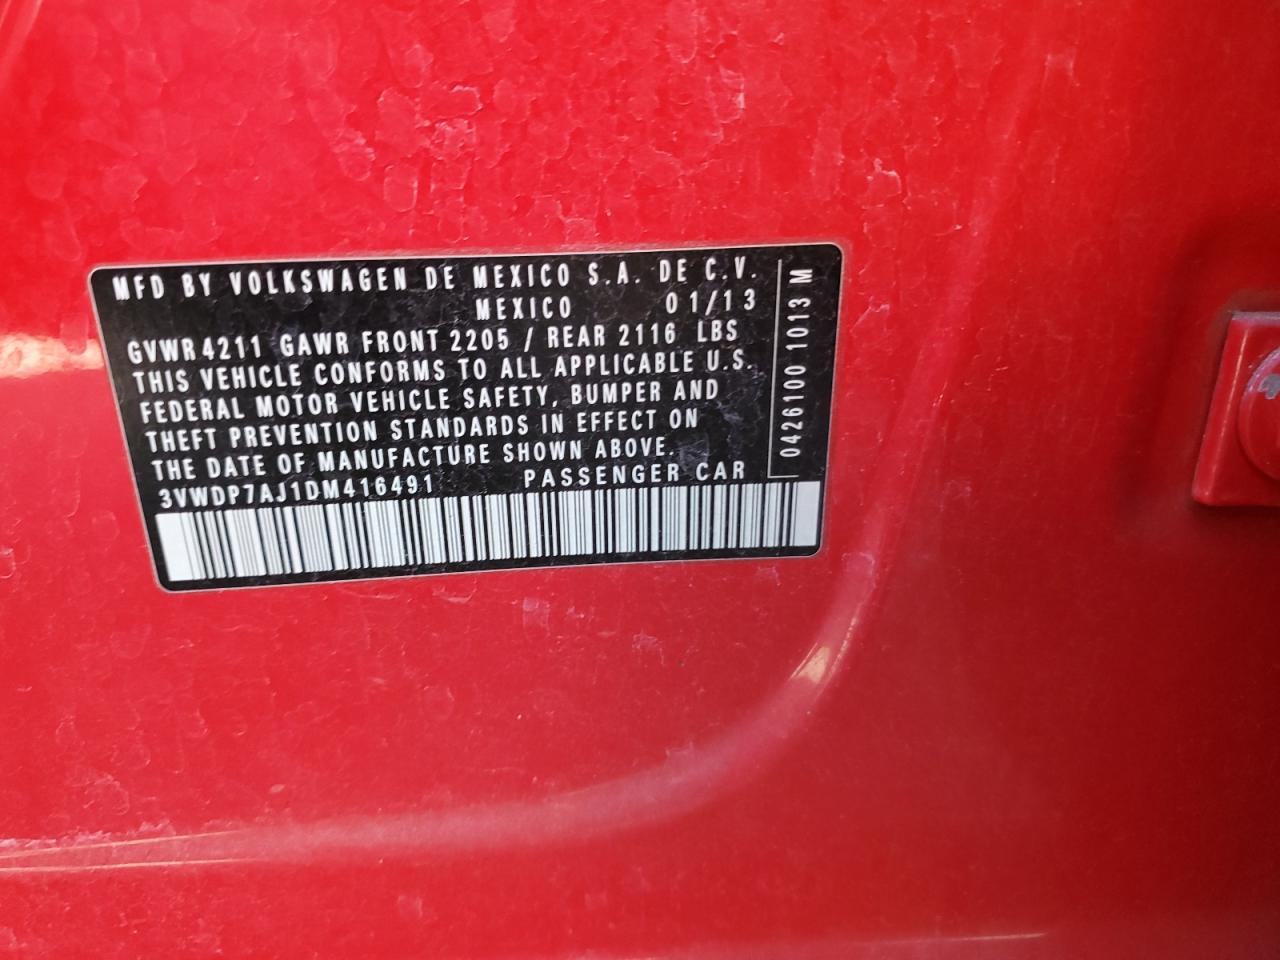 MFD BY VOLKSWAGEN DE MEXICO S.A. DE C.V.
MEXICO 01/13
GVWR 4211 GAWR FRONT 2205 / REAR 2116 LBS
THIS VEHICLE CONFORMS TO ALL APPLICABLE U.S.
FEDERAL MOTOR VEHICLE SAFETY, BUMPER AND
THEFT PREVENTION STANDARDS IN EFFECT ON
THE DATE OF MANUFACTURE SHOWN ABOVE.
3VWDP7AJ1DM416491 PASSENGER CAR
0426100 1013 M